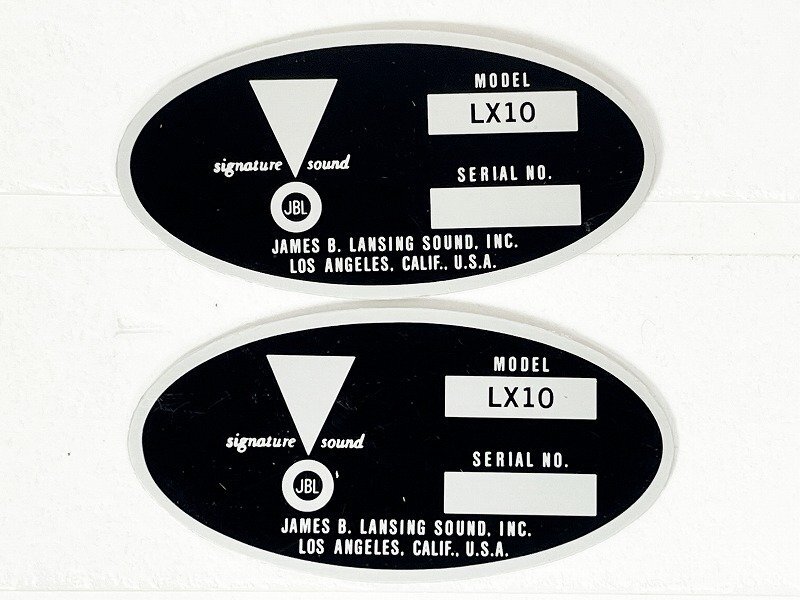 MODEL
LX10
signature sound
SERIAL NO.
JBL
JAMES B. LANSING SOUND, INC.
LOS ANGELES, CALIF., U.S.A.
MODEL
LX10
signature sound
SERIAL NO.
JBL
JAMES B. LANSING SOUND, INC.
LOS ANGELES, CALIF., U.S.A.